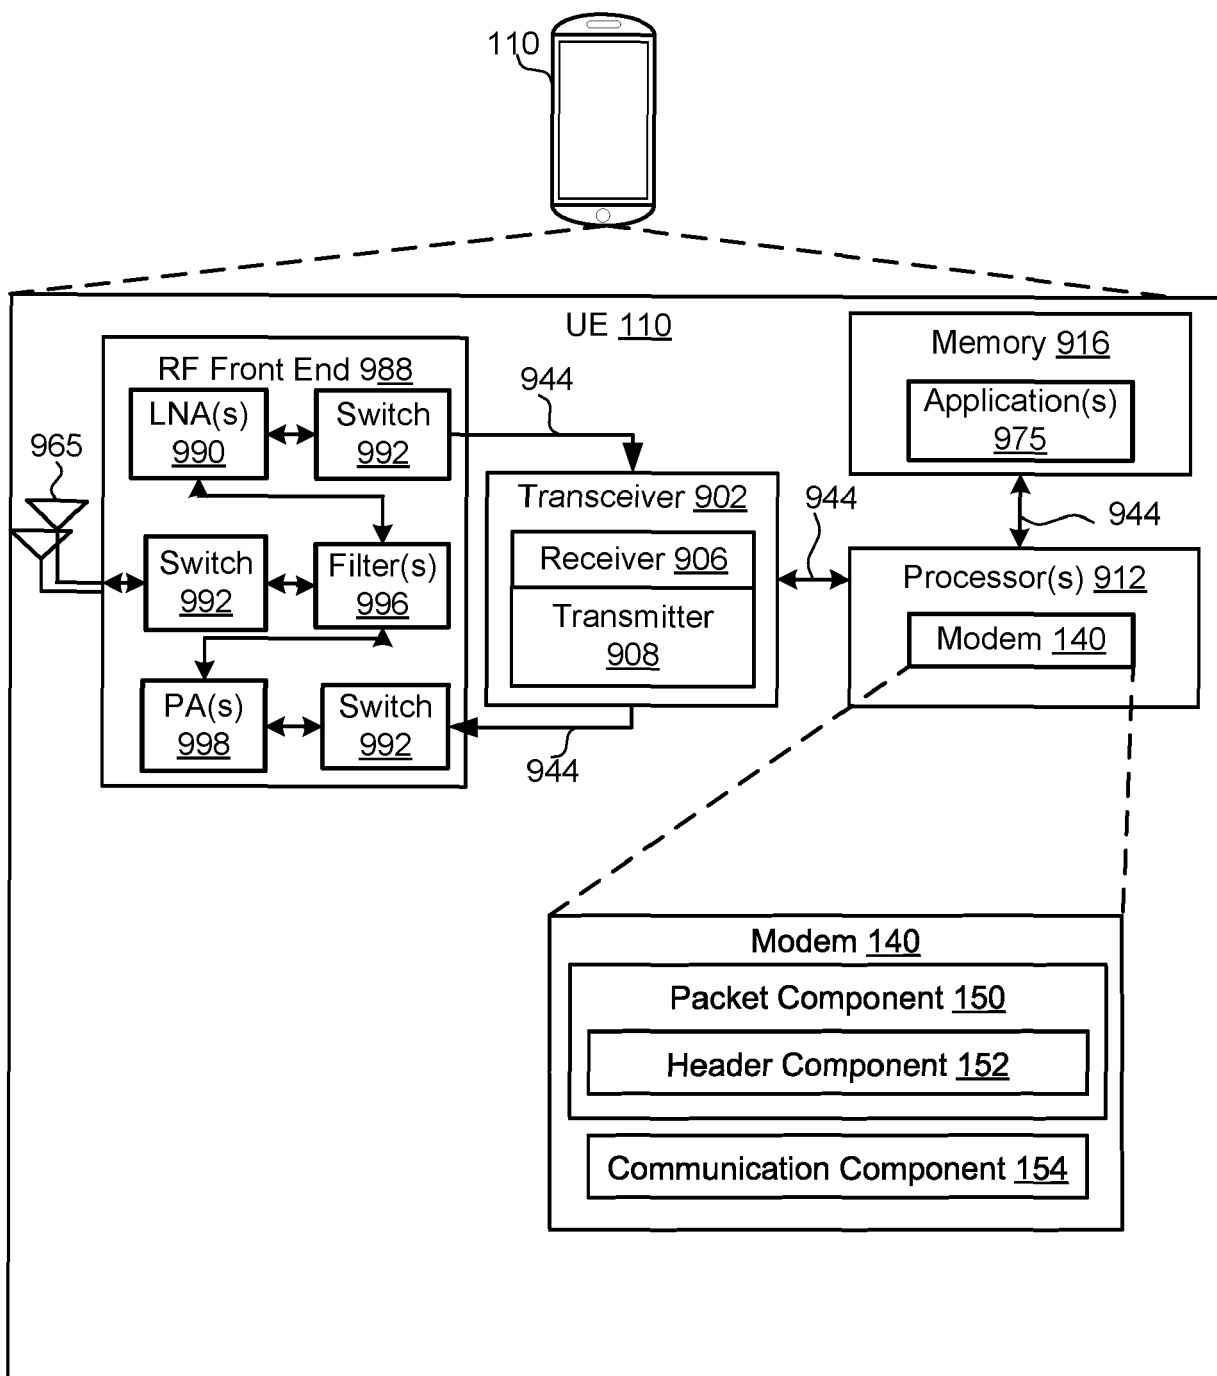 110
UE 110
RF Front End 988
LNA(s)
990
Switch
992
944
965
Switch
992
Filter(s)
996
PA(s)
998
Switch
992
944
Transceiver 902
Receiver 906
Transmitter
908
944
Memory 916
Application(s)
975
944
Processor(s) 912
Modem 140
Modem 140
Packet Component 150
Header Component 152
Communication Component 154